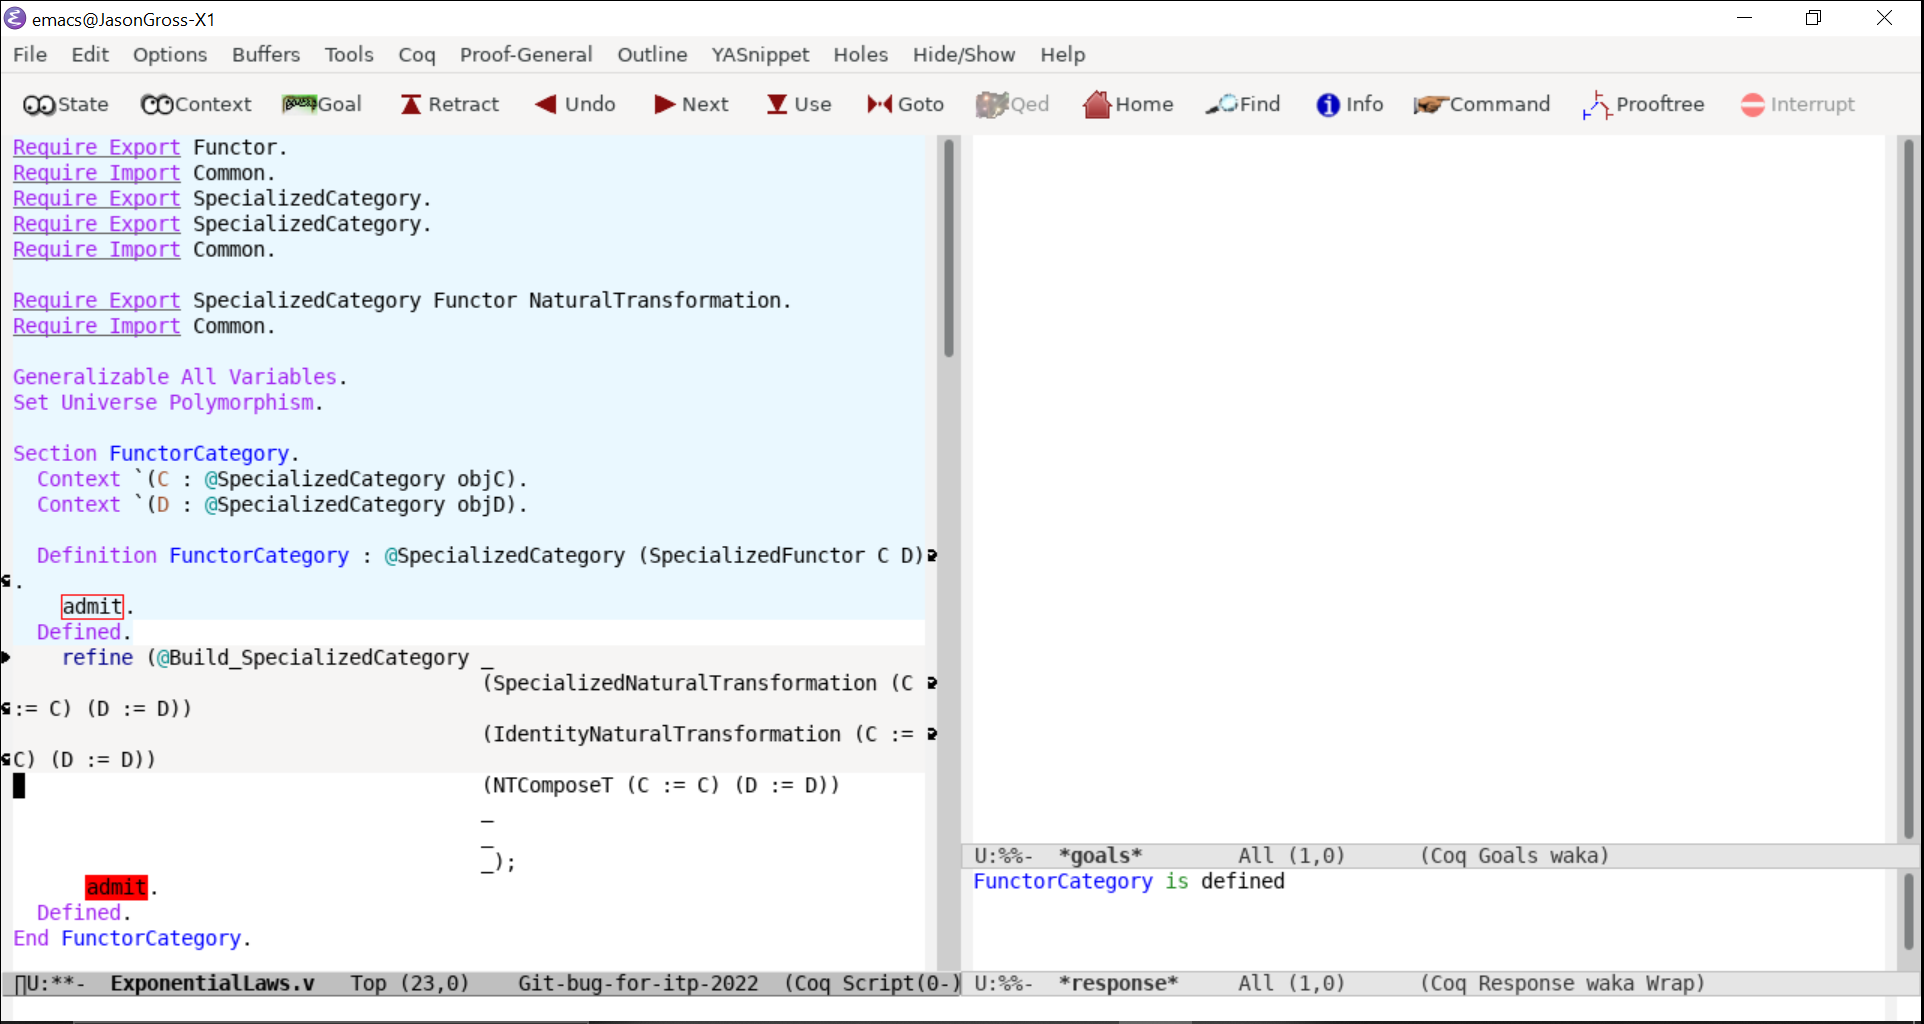 emacs@JasonGross-X1
File Edit Options Buffers Tools Coq Proof-General Outline YASnippet Holes Hide/Show Help
State Context Goal Retract Undo Next Use Goto Qed Home Find Info Command Prooftree Interrupt
Require Export Functor.
Require Import Common.
Require Export SpecializedCategory.
Require Export SpecializedCategory.
Require Import Common.
Require Export SpecializedCategory Functor NaturalTransformation.
Require Import Common.
Generalizable All Variables.
Set Universe Polymorphism.
Section FunctorCategory.
  Context `(C : @SpecializedCategory objC).
  Context `(D : @SpecializedCategory objD).
  Definition FunctorCategory : @SpecializedCategory (SpecializedFunctor C D)
.
    admit.
  Defined.
    refine (@Build_SpecializedCategory _
                                       (SpecializedNaturalTransformation (C
:= C) (D := D))
                                       (IdentityNaturalTransformation (C :=
C) (D := D))
                                       (NTComposeT (C := C) (D := D))
                                       _
                                       _
                                       _);
      admit.
  Defined.
End FunctorCategory.
U:**-  ExponentialLaws.v   Top (23,0)    Git-bug-for-itp-2022  (Coq Script(0-)
U:%%-  *goals*        All (1,0)      (Coq Goals waka)
FunctorCategory is defined
U:%%-  *response*     All (1,0)      (Coq Response waka Wrap)